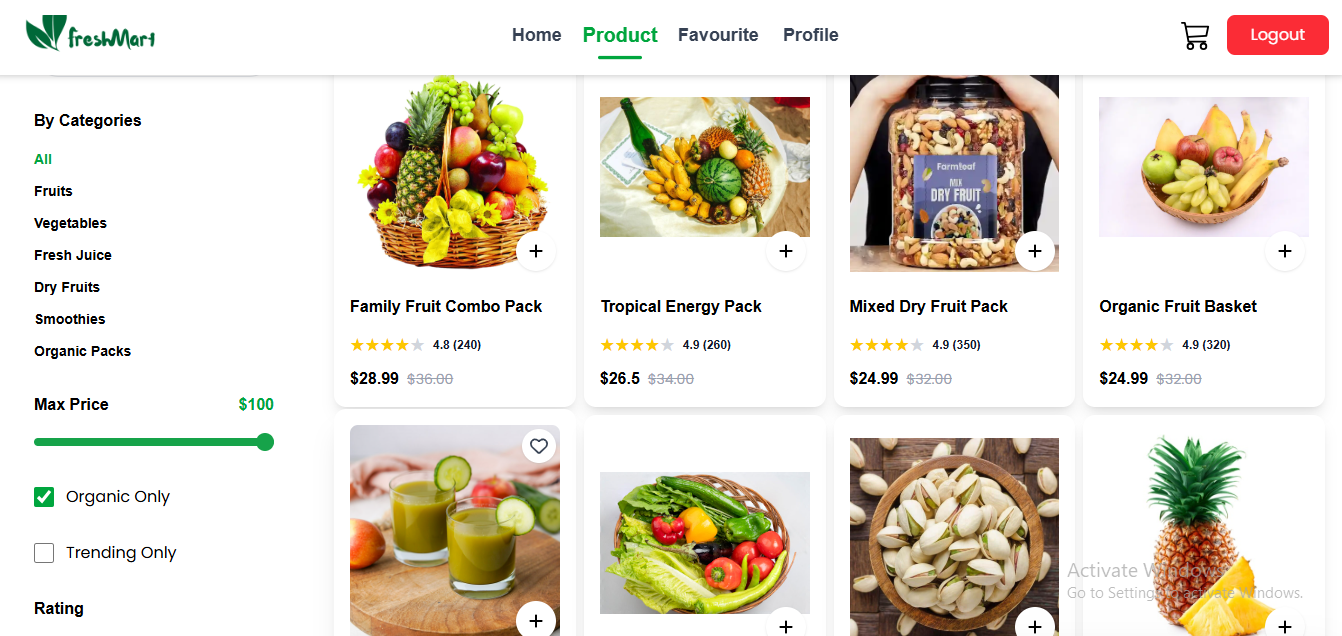 freshMart
Home Product Favourite Profile
Logout
By Categories
All
Fruits
Vegetables
Fresh Juice
Dry Fruits
Smoothies
Organic Packs
Max Price $100
Organic Only
Trending Only
Rating
Farmleaf
MIX
DRY FRUIT
Family Fruit Combo Pack
4.8 (240)
$28.99 $36.00
Tropical Energy Pack
4.9 (260)
$26.5 $34.00
Mixed Dry Fruit Pack
4.9 (350)
$24.99 $32.00
Organic Fruit Basket
4.9 (320)
$24.99 $32.00
Activate Windows
Go to Settings to activate Windows.